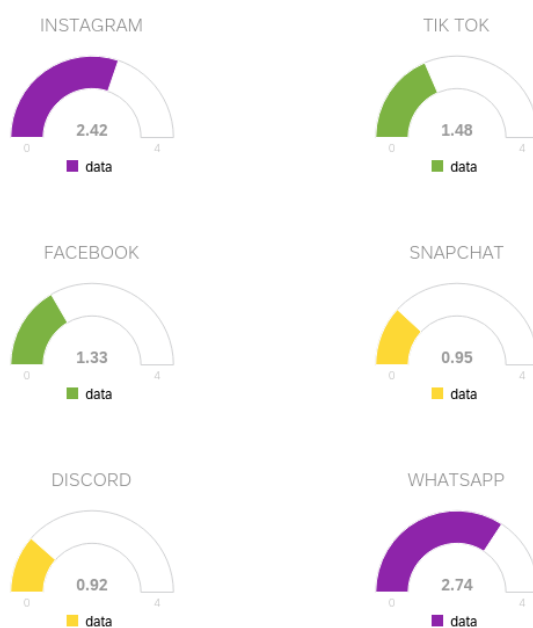 INSTAGRAM
2.42
0 4
data
TIK TOK
1.48
0 4
data
FACEBOOK
1.33
0 4
data
SNAPCHAT
0.95
0 4
data
DISCORD
0.92
0 4
data
WHATSAPP
2.74
0 4
data